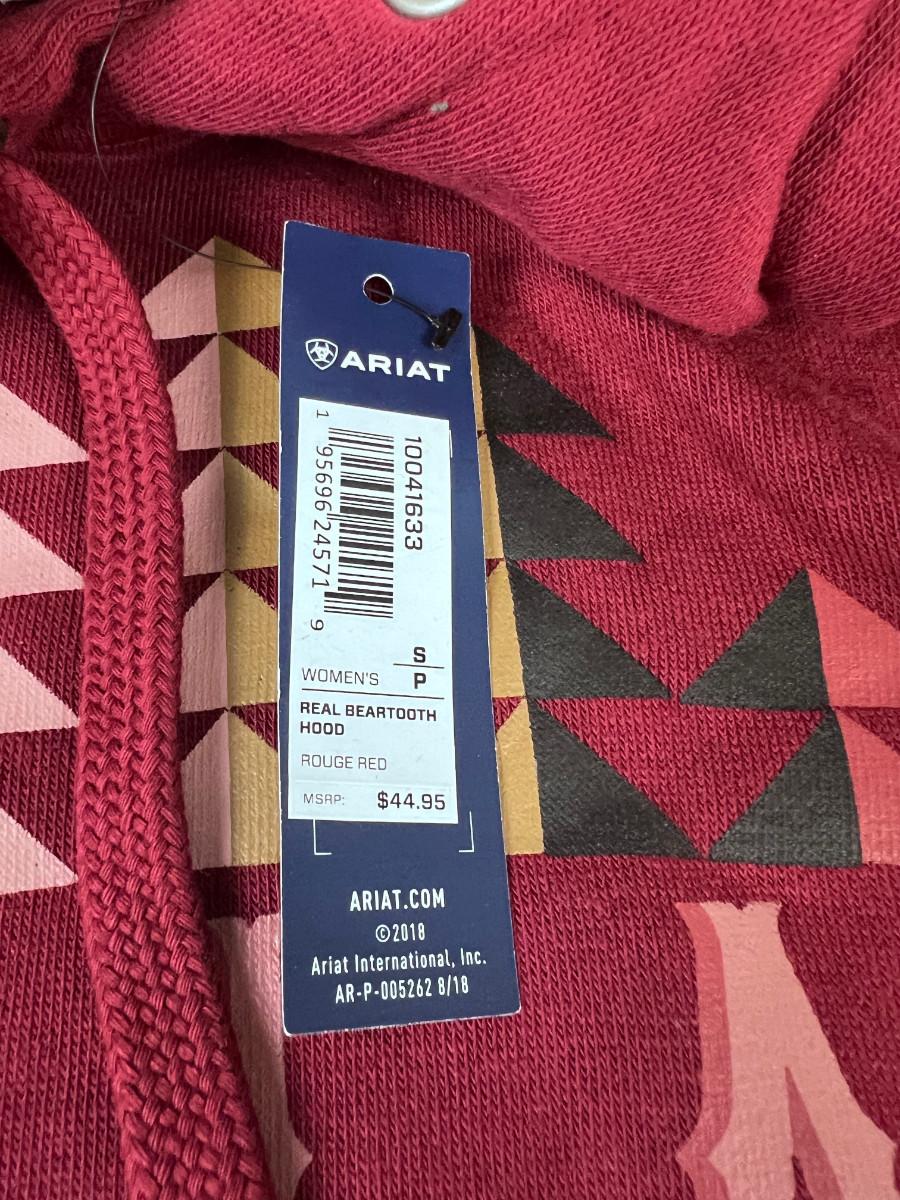 ARIAT
10041633
1 95696 24571 9
S
WOMEN'S P
REAL BEARTOOTH
HOOD
ROUGE RED
MSRP: $44.95
ARIAT.COM
©2018
Ariat International, Inc.
AR-P-005262 8/18